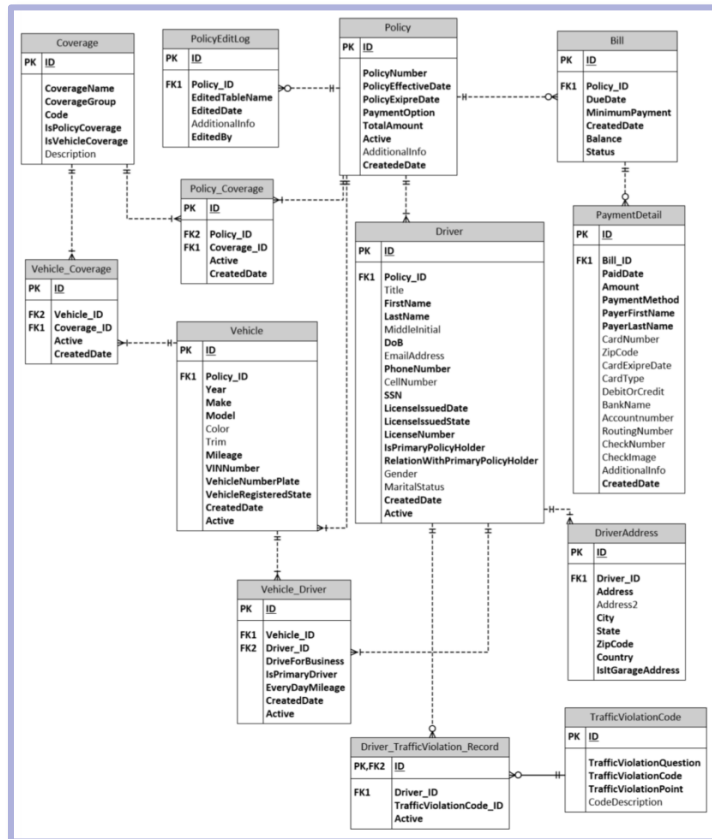 Coverage
PK ID
CoverageName
CoverageGroup
Code
IsPolicyCoverage
IsVehicleCoverage
Description
PolicyEditLog
PK ID
FK1 Policy_ID
EditedTableName
EditedDate
AdditionalInfo
EditedBy
Policy
PK ID
PolicyNumber
PolicyEffectiveDate
PolicyExipreDate
PaymentOption
TotalAmount
Active
AdditionalInfo
CreatedeDate
Bill
PK ID
FK1 Policy_ID
DueDate
MinimumPayment
CreatedDate
Balance
Status
Policy_Coverage
PK ID
FK2 Policy_ID
FK1 Coverage_ID
Active
CreatedDate
Vehicle_Coverage
PK ID
FK2 Vehicle_ID
FK1 Coverage_ID
Active
CreatedDate
Vehicle
PK ID
FK1 Policy_ID
Year
Make
Model
Color
Trim
Mileage
VINNumber
VehicleNumberPlate
VehicleRegisteredState
CreatedDate
Active
Driver
PK ID
FK1 Policy_ID
Title
FirstName
LastName
MiddleInitial
DoB
EmailAddress
PhoneNumber
CellNumber
SSN
LicenseIssuedDate
LicenseIssuedState
LicenseNumber
IsPrimaryPolicyHolder
RelationWithPrimaryPolicyHolder
Gender
MaritalStatus
CreatedDate
Active
PaymentDetail
PK ID
FK1 Bill_ID
PaidDate
Amount
PaymentMethod
PayerFirstName
PayerLastName
CardNumber
ZipCode
CardExipreDate
CardType
DebitOrCredit
BankName
Accountnumber
RoutingNumber
CheckNumber
CheckImage
AdditionalInfo
CreatedDate
DriverAddress
PK ID
FK1 Driver_ID
Address
Address2
City
State
ZipCode
Country
IsItGarageAddress
Vehicle_Driver
PK ID
FK1 Vehicle_ID
FK2 Driver_ID
DriveForBusiness
IsPrimaryDriver
EveryDayMileage
CreatedDate
Active
Driver_TrafficViolation_Record
PK,FK2 ID
FK1 Driver_ID
TrafficViolationCode_ID
Active
TrafficViolationCode
PK ID
TrafficViolationQuestion
TrafficViolationCode
TrafficViolationPoint
CodeDescription